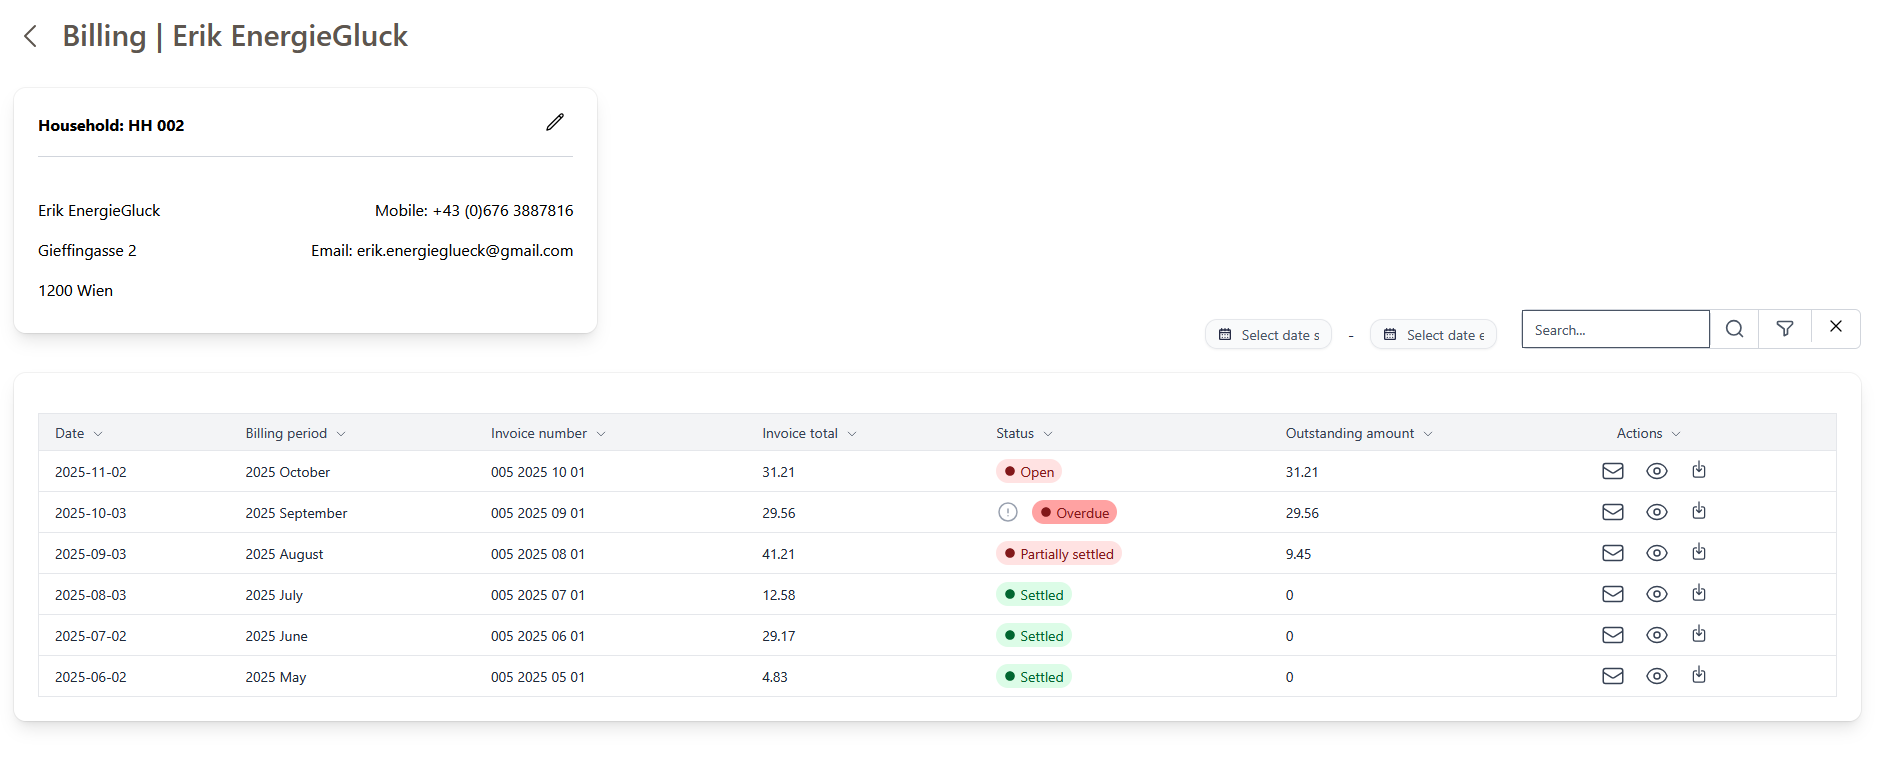 Billing | Erik EnergieGluck
Household: HH 002
Erik EnergieGluck Mobile: +43 (0)676 3887816
Gieffingasse 2 Email: erik.energieglueck@gmail.com
1200 Wien
Select date s - Select date e Search...
Date Billing period Invoice number Invoice total Status Outstanding amount Actions
2025-11-02 2025 October 005 2025 10 01 31.21 Open 31.21
2025-10-03 2025 September 005 2025 09 01 29.56 Overdue 29.56
2025-09-03 2025 August 005 2025 08 01 41.21 Partially settled 9.45
2025-08-03 2025 July 005 2025 07 01 12.58 Settled 0
2025-07-02 2025 June 005 2025 06 01 29.17 Settled 0
2025-06-02 2025 May 005 2025 05 01 4.83 Settled 0